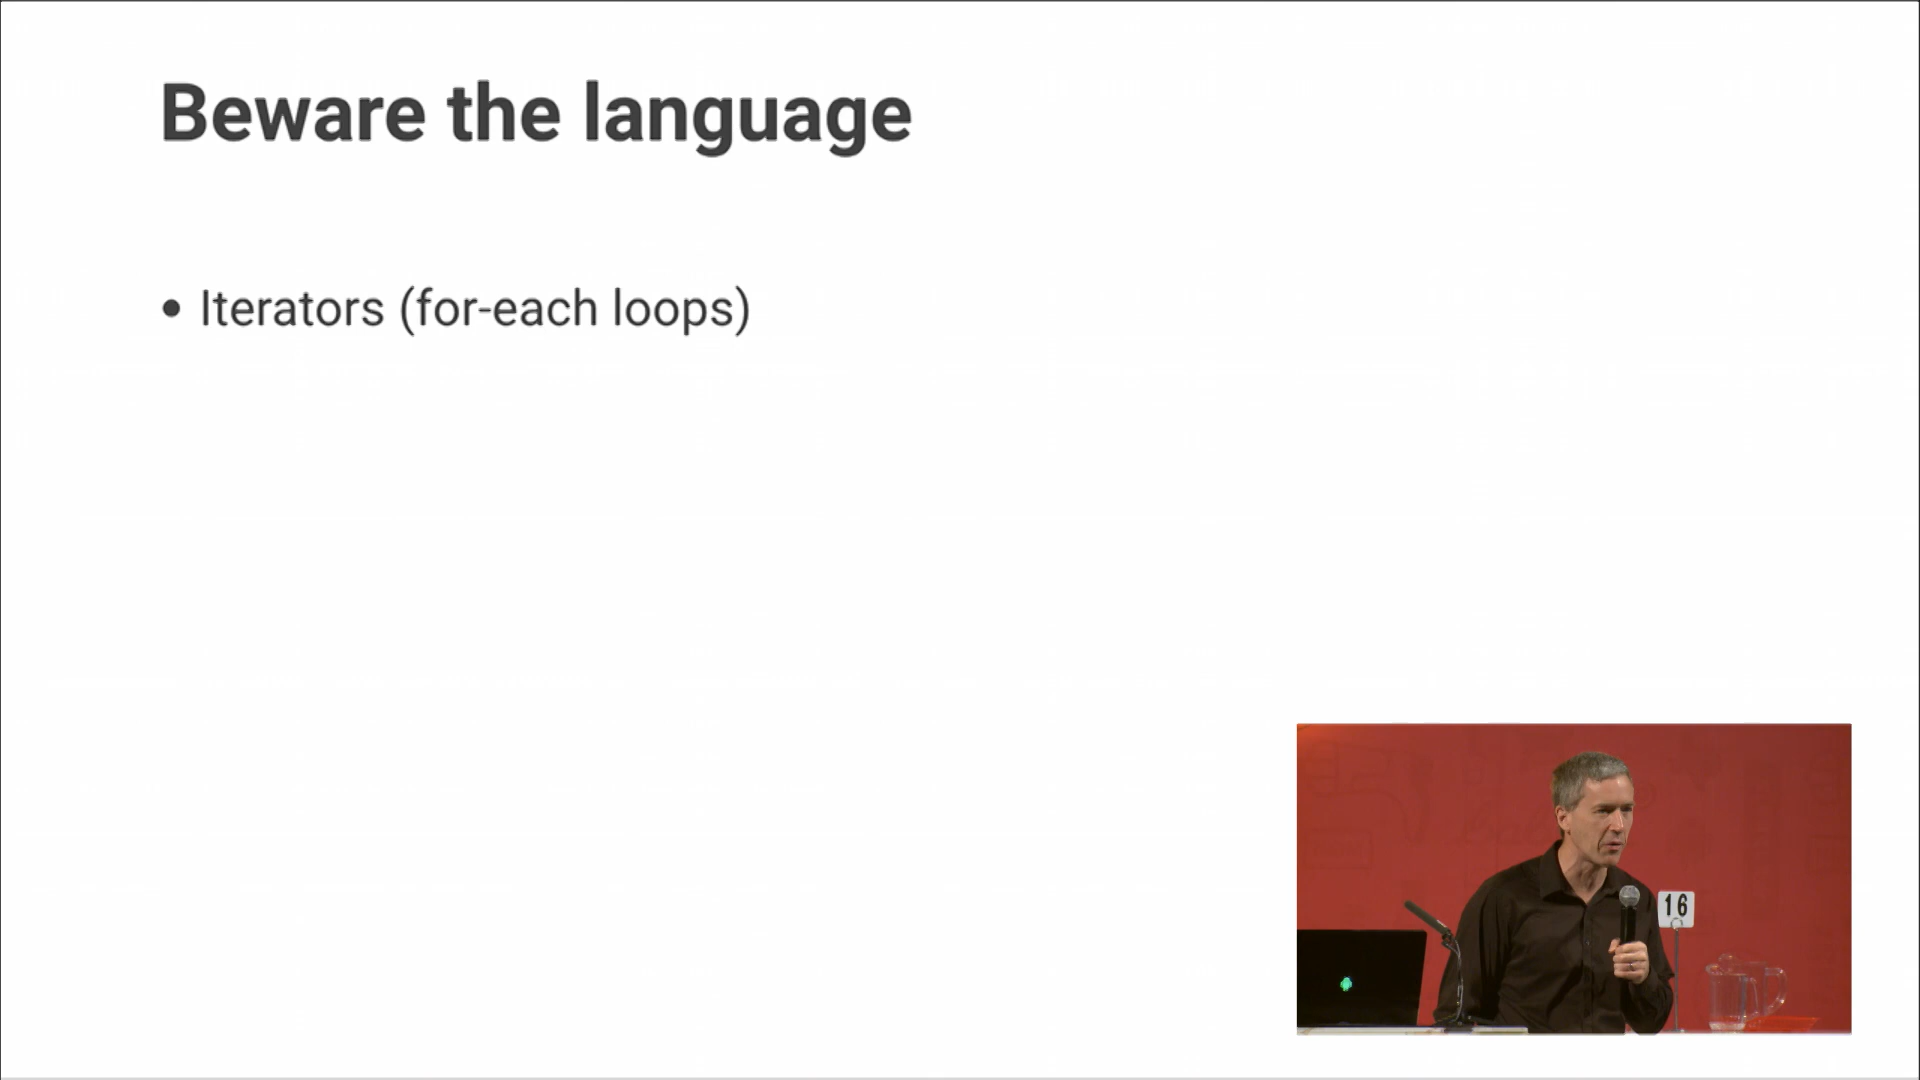 Beware the language
• Iterators (for-each loops)
16